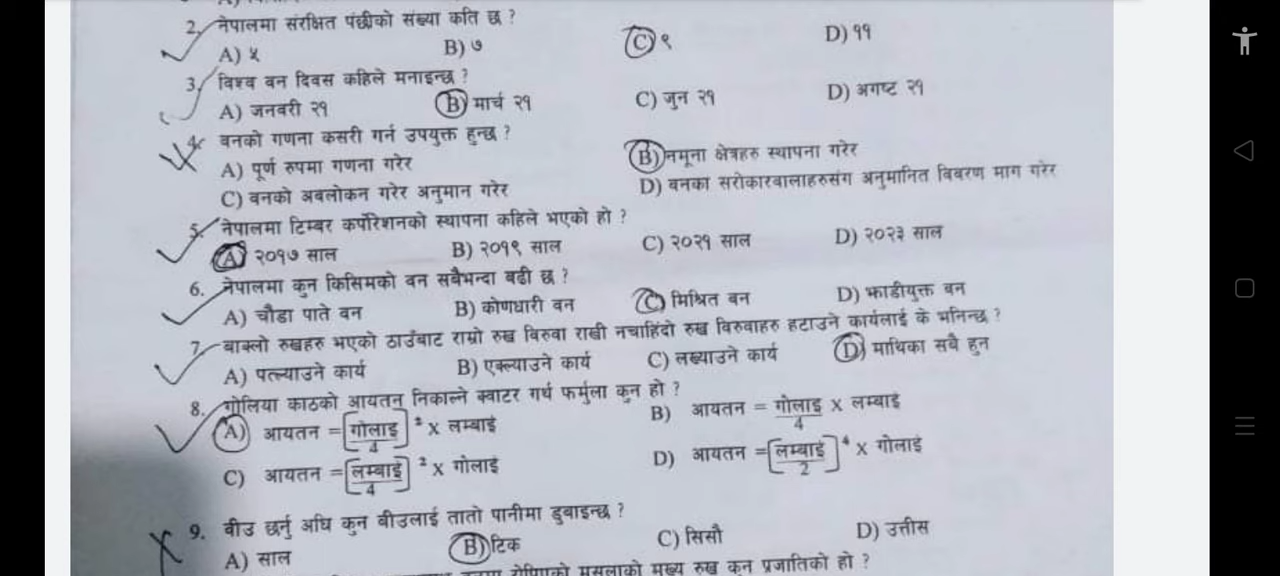 2. नेपालमा संरक्षित पंछीको संख्या कति छ ?
A) ५ B) ७ C) ९ D) ११
3. विश्व वन दिवस कहिले मनाइन्छ ?
A) जनवरी २१ B) मार्च २१ C) जुन २१ D) अगष्ट २१
4. वनको गणना कसरी गर्न उपयुक्त हुन्छ ?
A) पूर्ण रुपमा गणना गरेर B) नमूना क्षेत्रहरु स्थापना गरेर
C) वनको अवलोकन गरेर अनुमान गरेर D) वनका सरोकारवालाहरुसंग अनुमानित विवरण माग गरेर
5. नेपालमा टिम्बर कर्पोरेशनको स्थापना कहिले भएको हो ?
A) २०१७ साल B) २०१९ साल C) २०२१ साल D) २०२३ साल
6. नेपालमा कुन किसिमको वन सबैभन्दा बढी छ ?
A) चौडा पाते वन B) कोणधारी वन C) मिश्रित वन D) झाडीयुक्त वन
7. बाक्लो रुखहरु भएको ठाउँबाट राम्रो रुख विरुवा राखी नचाहिंदो रुख विरुवाहरु हटाउने कार्यलाई के भनिन्छ ?
A) पत्ल्याउने कार्य B) एक्ल्याउने कार्य C) लख्याउने कार्य D) माथिका सबै हुन
8. गोलिया काठको आयतन निकाल्ने क्वाटर गर्थ फर्मुला कुन हो ?
A) आयतन = [गोलाइ/4]² x लम्बाई B) आयतन = गोलाइ/4 x लम्बाई
C) आयतन = [लम्बाई/4]² x गोलाई D) आयतन = [लम्बाई/2]⁴ x गोलाई
9. बीउ छर्नु अघि कुन बीउलाई तातो पानीमा डुबाइन्छ ?
A) साल B) टिक C) सिसौ D) उत्तीस
रोपिएको मसलाको मुख्य रुख कुन प्रजातिको हो ?